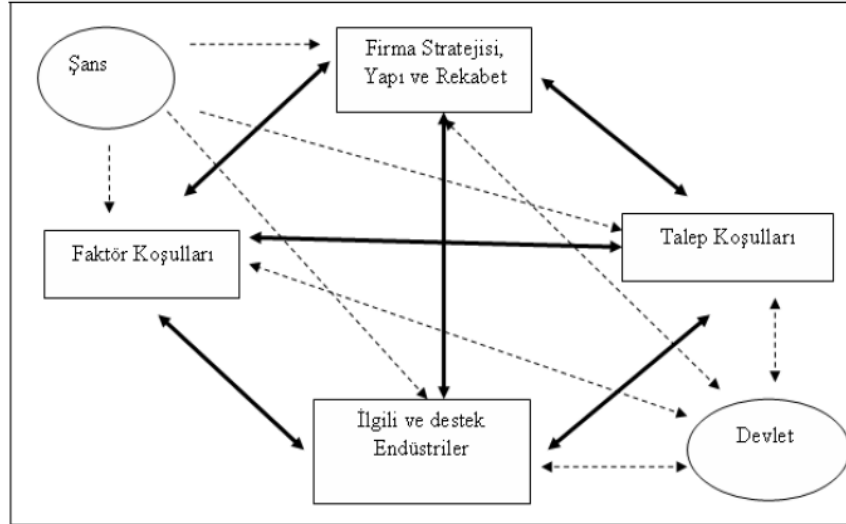 Şans
Firma Stratejisi,
Yapı ve Rekabet
Faktör Koşulları
Talep Koşulları
İlgili ve destek
Endüstriler
Devlet